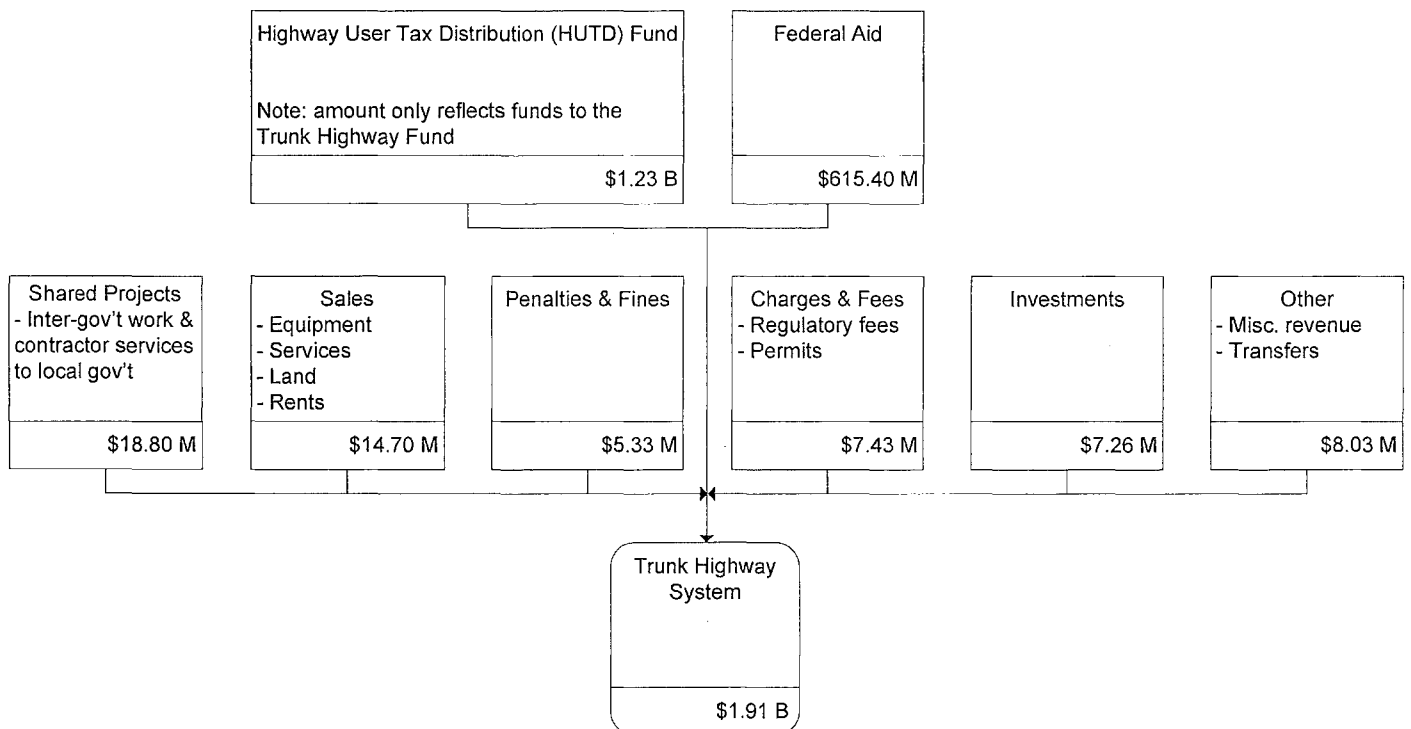 Highway User Tax Distribution (HUTD) Fund
Note: amount only reflects funds to the
Trunk Highway Fund
$1.23 B
Federal Aid
$615.40 M
Shared Projects
- Inter-gov't work &
contractor services
to local gov't
$18.80 M
Sales
- Equipment
- Services
- Land
- Rents
$14.70 M
Penalties & Fines
$5.33 M
Charges & Fees
- Regulatory fees
- Permits
$7.43 M
Investments
$7.26 M
Other
- Misc. revenue
- Transfers
$8.03 M
Trunk Highway
System
$1.91 B